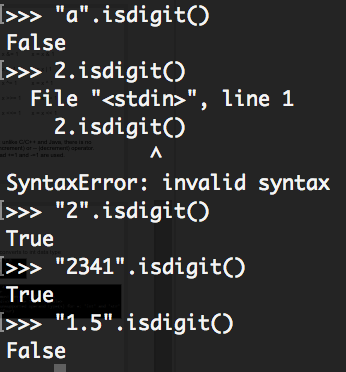 >>> "a".isdigit()
False
>>> 2.isdigit()
  File "<stdin>", line 1
    2.isdigit()
            ^
SyntaxError: invalid syntax
>>> "2".isdigit()
True
>>> "2341".isdigit()
True
>>> "1.5".isdigit()
False